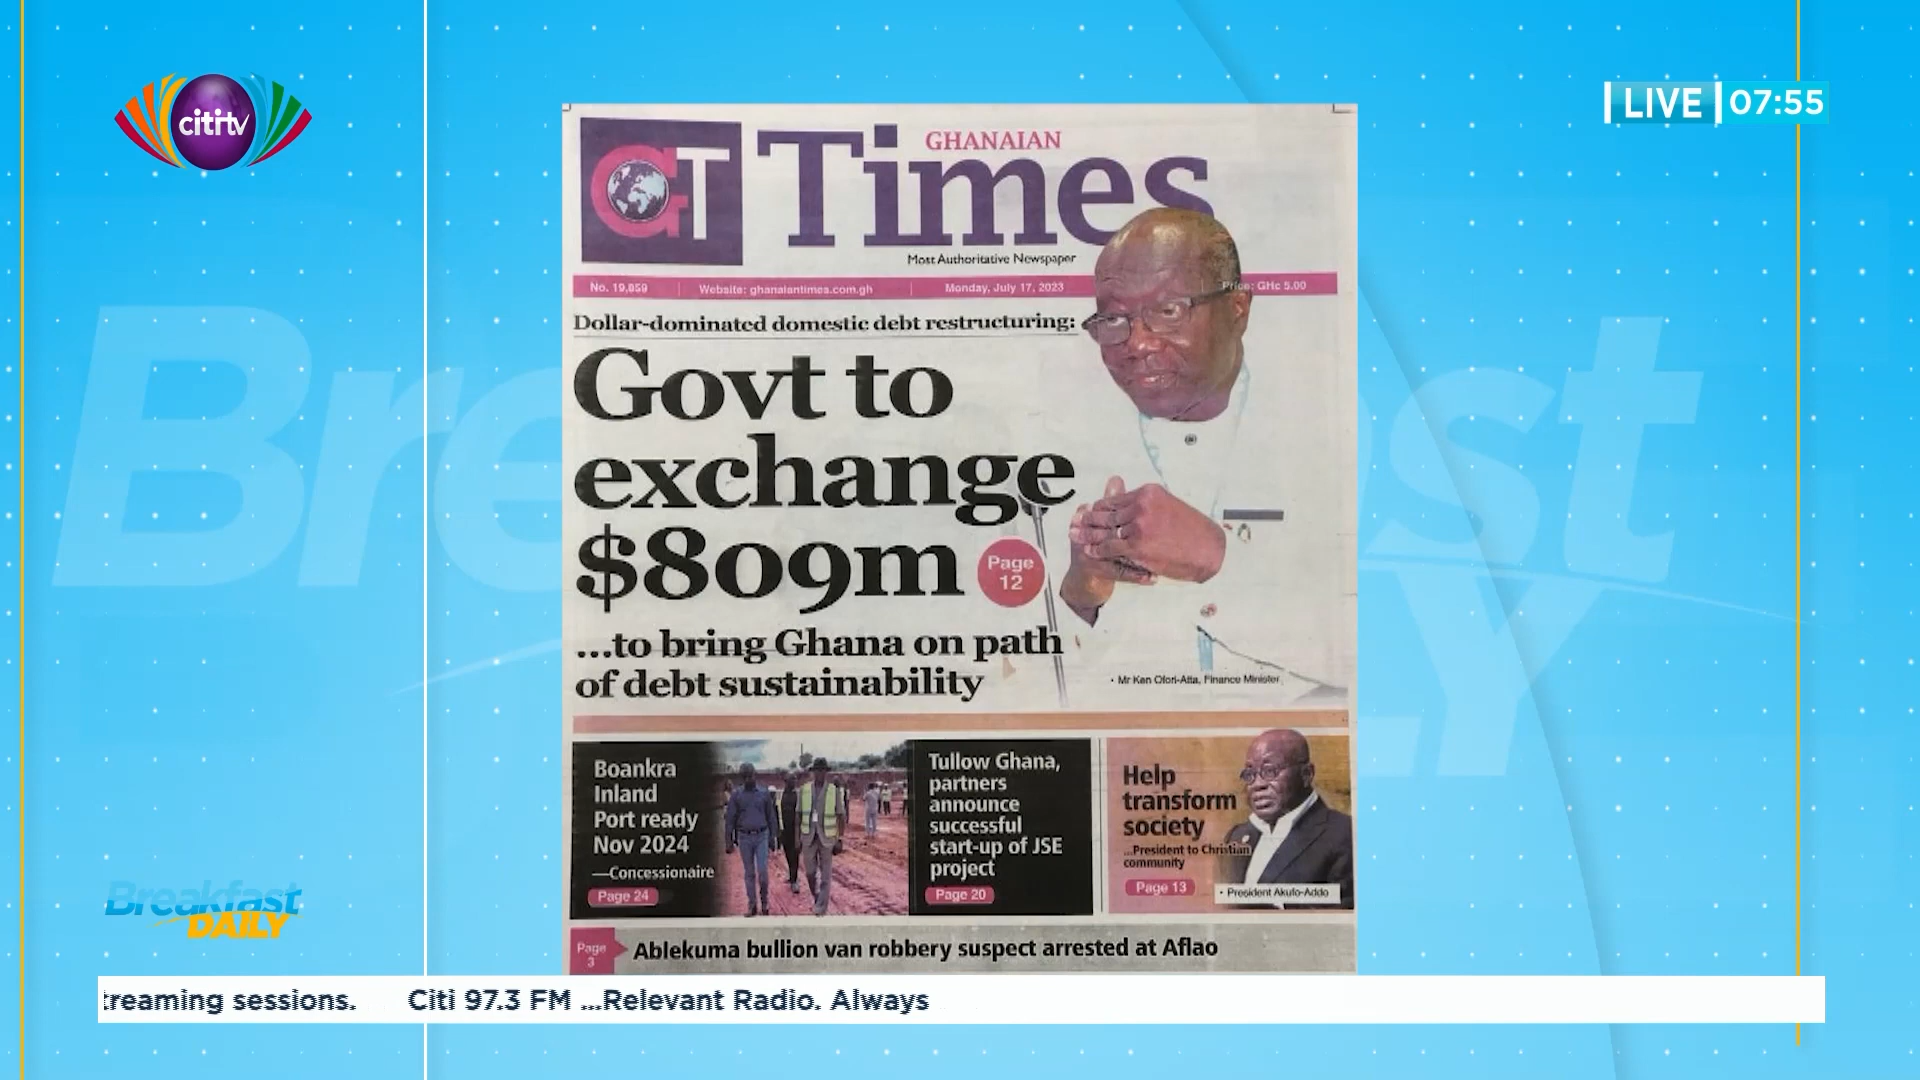 cititv
LIVE 07:55
GT
GHANAIAN
Times
Most Authoritative Newspaper
No. 19,859
Website: ghanaiantimes.com.gh
Monday, July 17, 2023
Price: GHc 5.00
Dollar-dominated domestic debt restructuring:
Govt to
exchange
$809m
Page
12
...to bring Ghana on path
of debt sustainability
• Mr Ken Ofori-Atta, Finance Minister
Boankra
Inland
Port ready
Nov 2024
—Concessionaire
Page 24
Tullow Ghana,
partners
announce
successful
start-up of JSE
project
Page 20
Help
transform
society
...President to Christian
community
Page 13
• President Akufo-Addo
Page
3
Ablekuma bullion van robbery suspect arrested at Aflao
Breakfast
DAILY
treaming sessions. Citi 97.3 FM ...Relevant Radio. Always